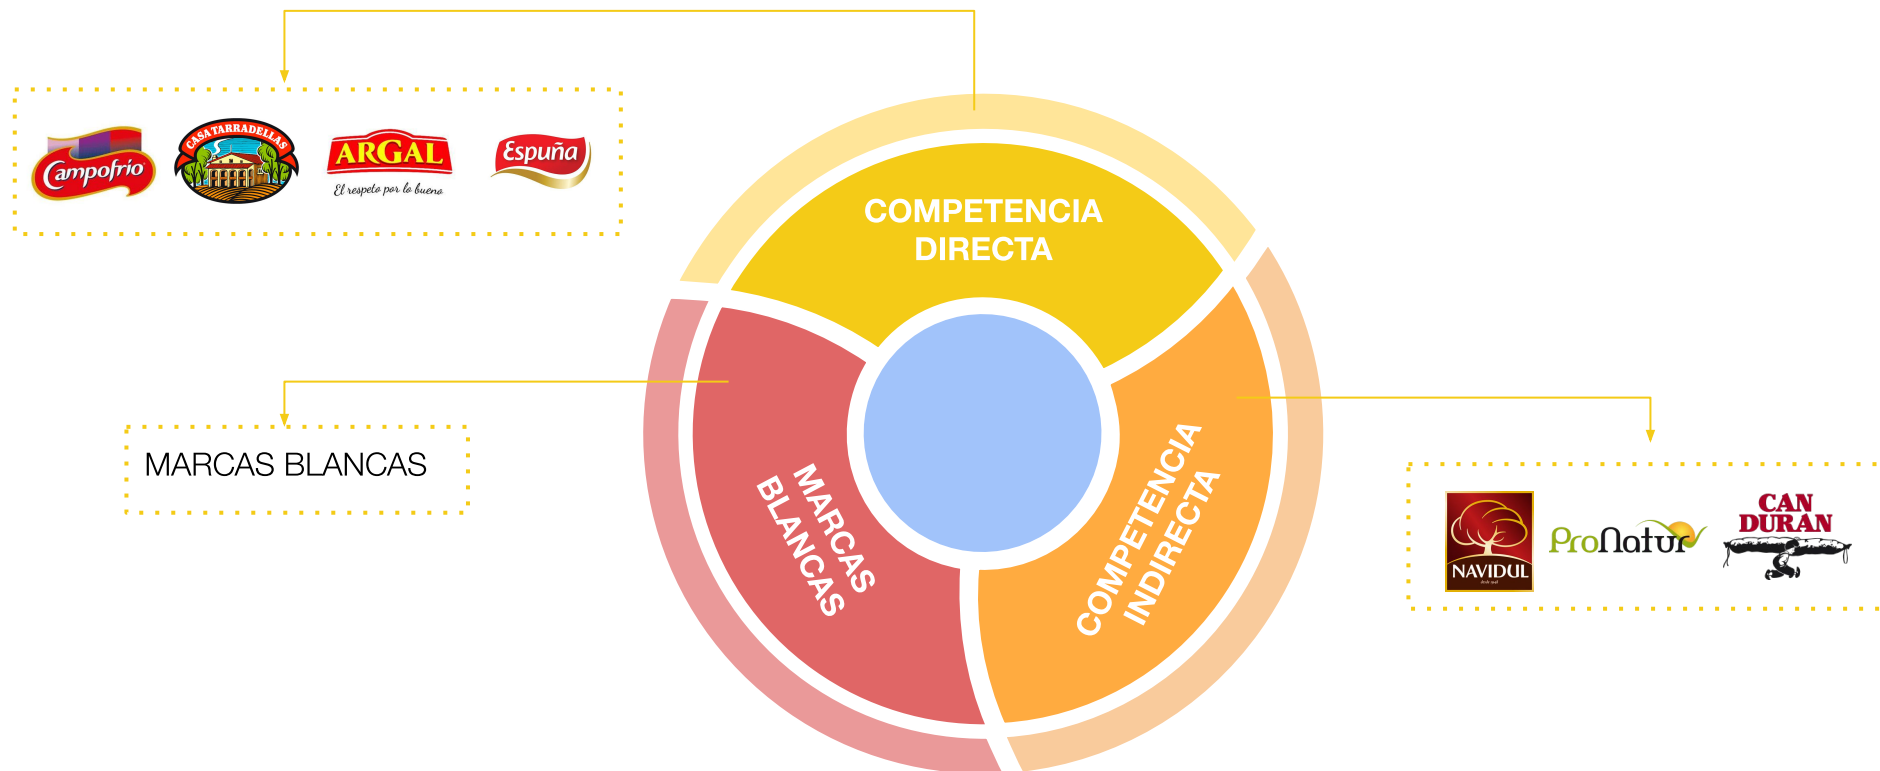 Campofrío
CASA TARRADELLAS
ARGAL
El respeto por lo bueno
Espuña
COMPETENCIA
DIRECTA
MARCAS BLANCAS
MARCAS
BLANCAS
COMPETENCIA
INDIRECTA
NAVIDUL
ProNatur
CAN
DURAN